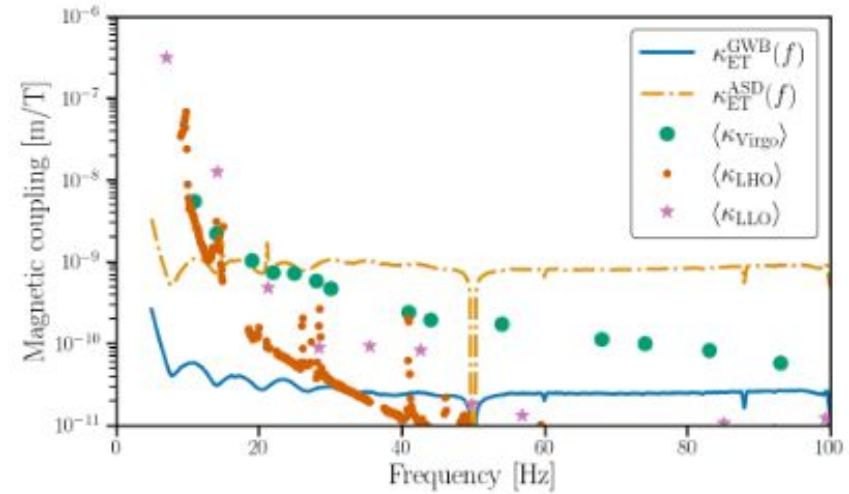 10⁻⁶
10⁻⁷
10⁻⁸
10⁻⁹
10⁻¹⁰
10⁻¹¹
Magnetic coupling [m/T]
κ_ET^GWB(f)
κ_ET^ASD(f)
⟨κ_Virgo⟩
⟨κ_LHO⟩
⟨κ_LLO⟩
0 20 40 60 80 100
Frequency [Hz]